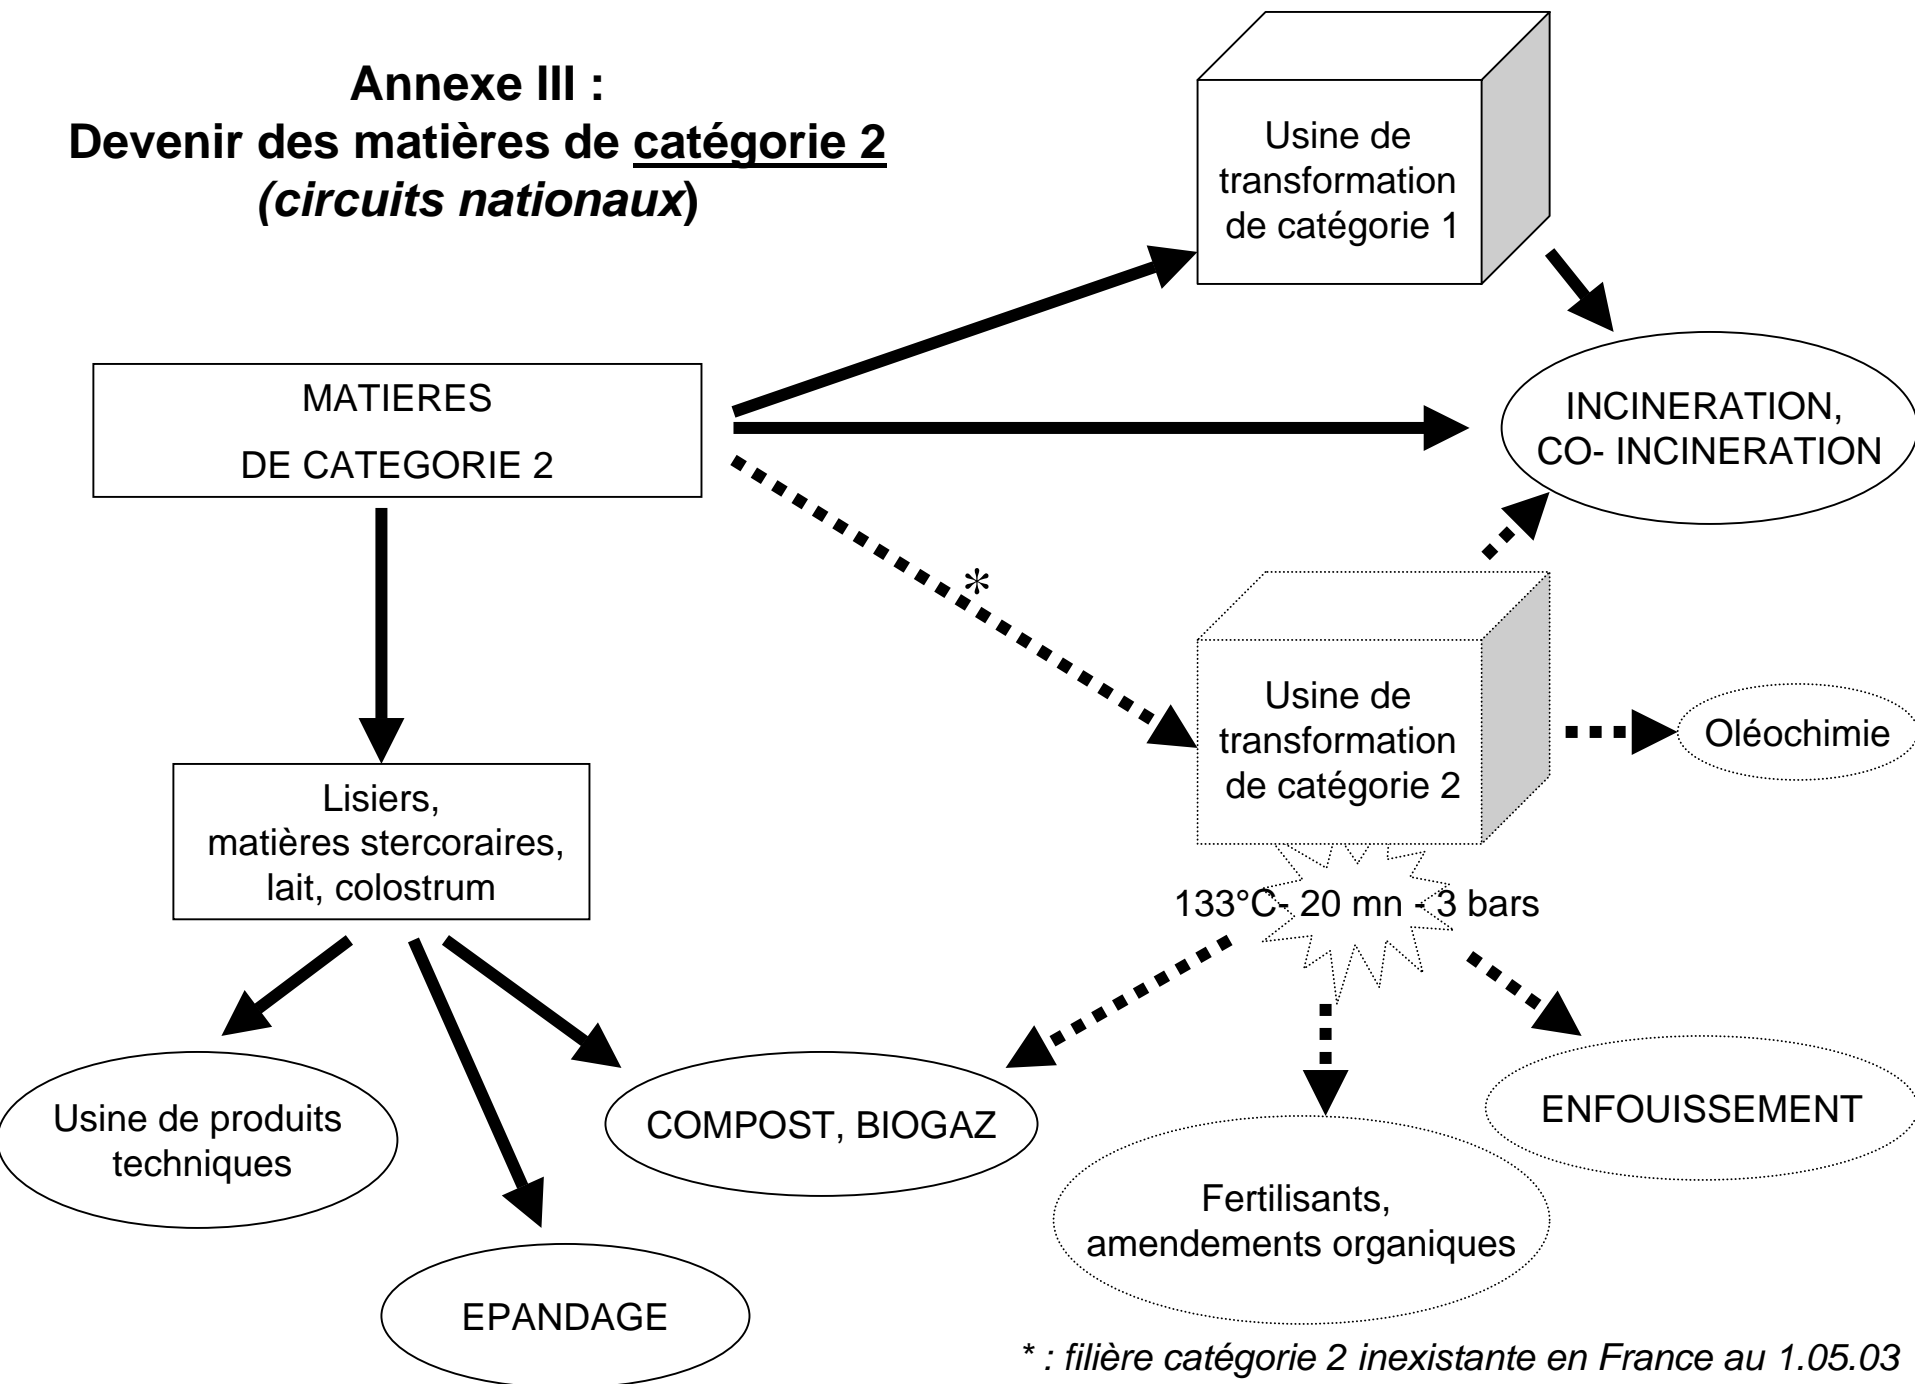 Annexe III :
Devenir des matières de catégorie 2
(circuits nationaux)
Usine de
transformation
de catégorie 1
MATIERES
DE CATEGORIE 2
INCINERATION,
CO- INCINERATION
*
Usine de
transformation
de catégorie 2
Oléochimie
Lisiers,
matières stercoraires,
lait, colostrum
133°C- 20 mn - 3 bars
Usine de produits
techniques
COMPOST, BIOGAZ
ENFOUISSEMENT
Fertilisants,
amendements organiques
EPANDAGE
* : filière catégorie 2 inexistante en France au 1.05.03